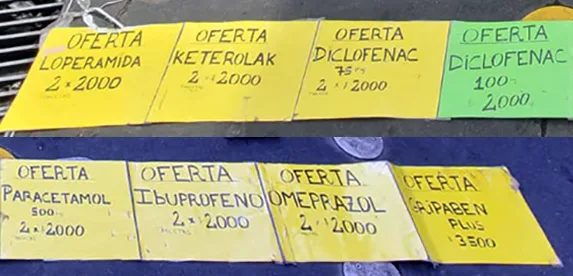 OFERTA
LOPERAMIDA
2 x 2000
OFERTA
KETEROLAK
2 x 2000
OFERTA
DICLOFENAC
75
2 x 2000
OFERTA
DICLOFENAC
100
2000
OFERTA
PARACETAMOL
500
2 x 2000
OFERTA
IBUPROFENO
2 x 2000
OFERTA
OMEPRAZOL
2 x 2000
OFERTA
GRIPABEN
PLUS
$3500